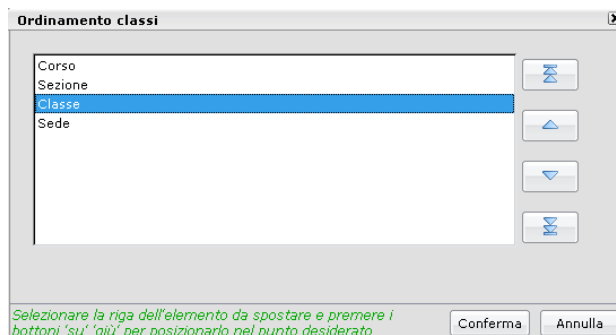 Ordinamento classi
Corso
Sezione
Classe
Sede
Selezionare la riga dell'elemento da spostare e premere i
bottoni 'su' 'giù' per posizionarlo nel punto desiderato
Conferma
Annulla